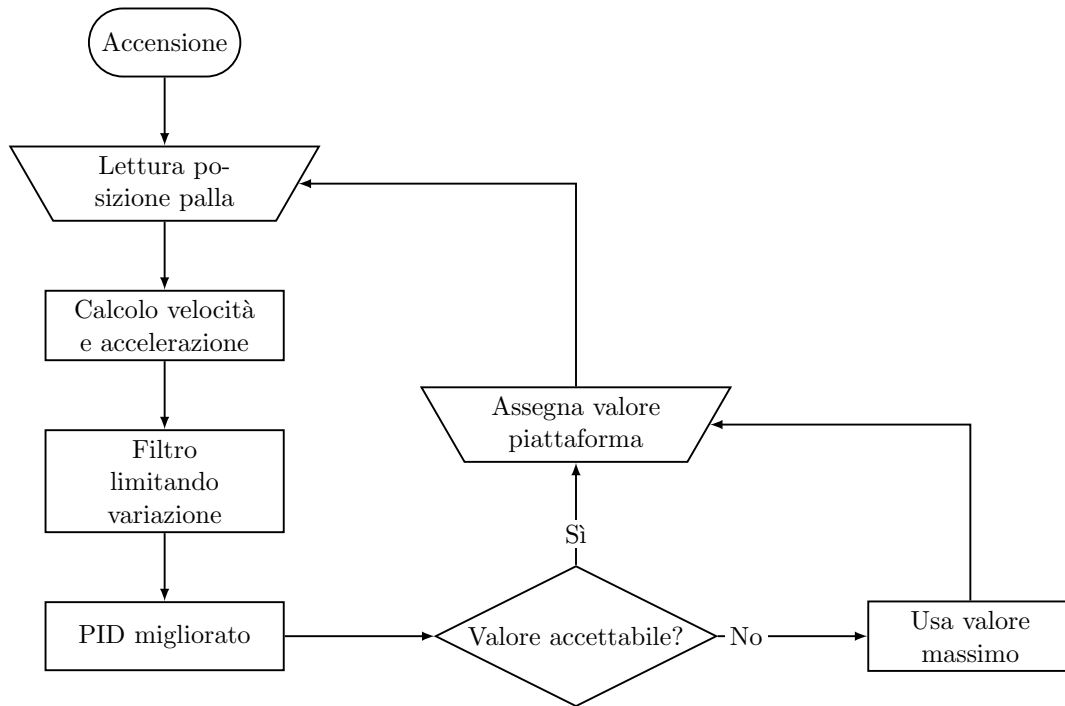 Accensione
Lettura po-
sizione palla
Calcolo velocità
e accelerazione
Filtro
limitando
variazione
PID migliorato
Valore accettabile?
Sì
Assegna valore
piattaforma
No
Usa valore
massimo